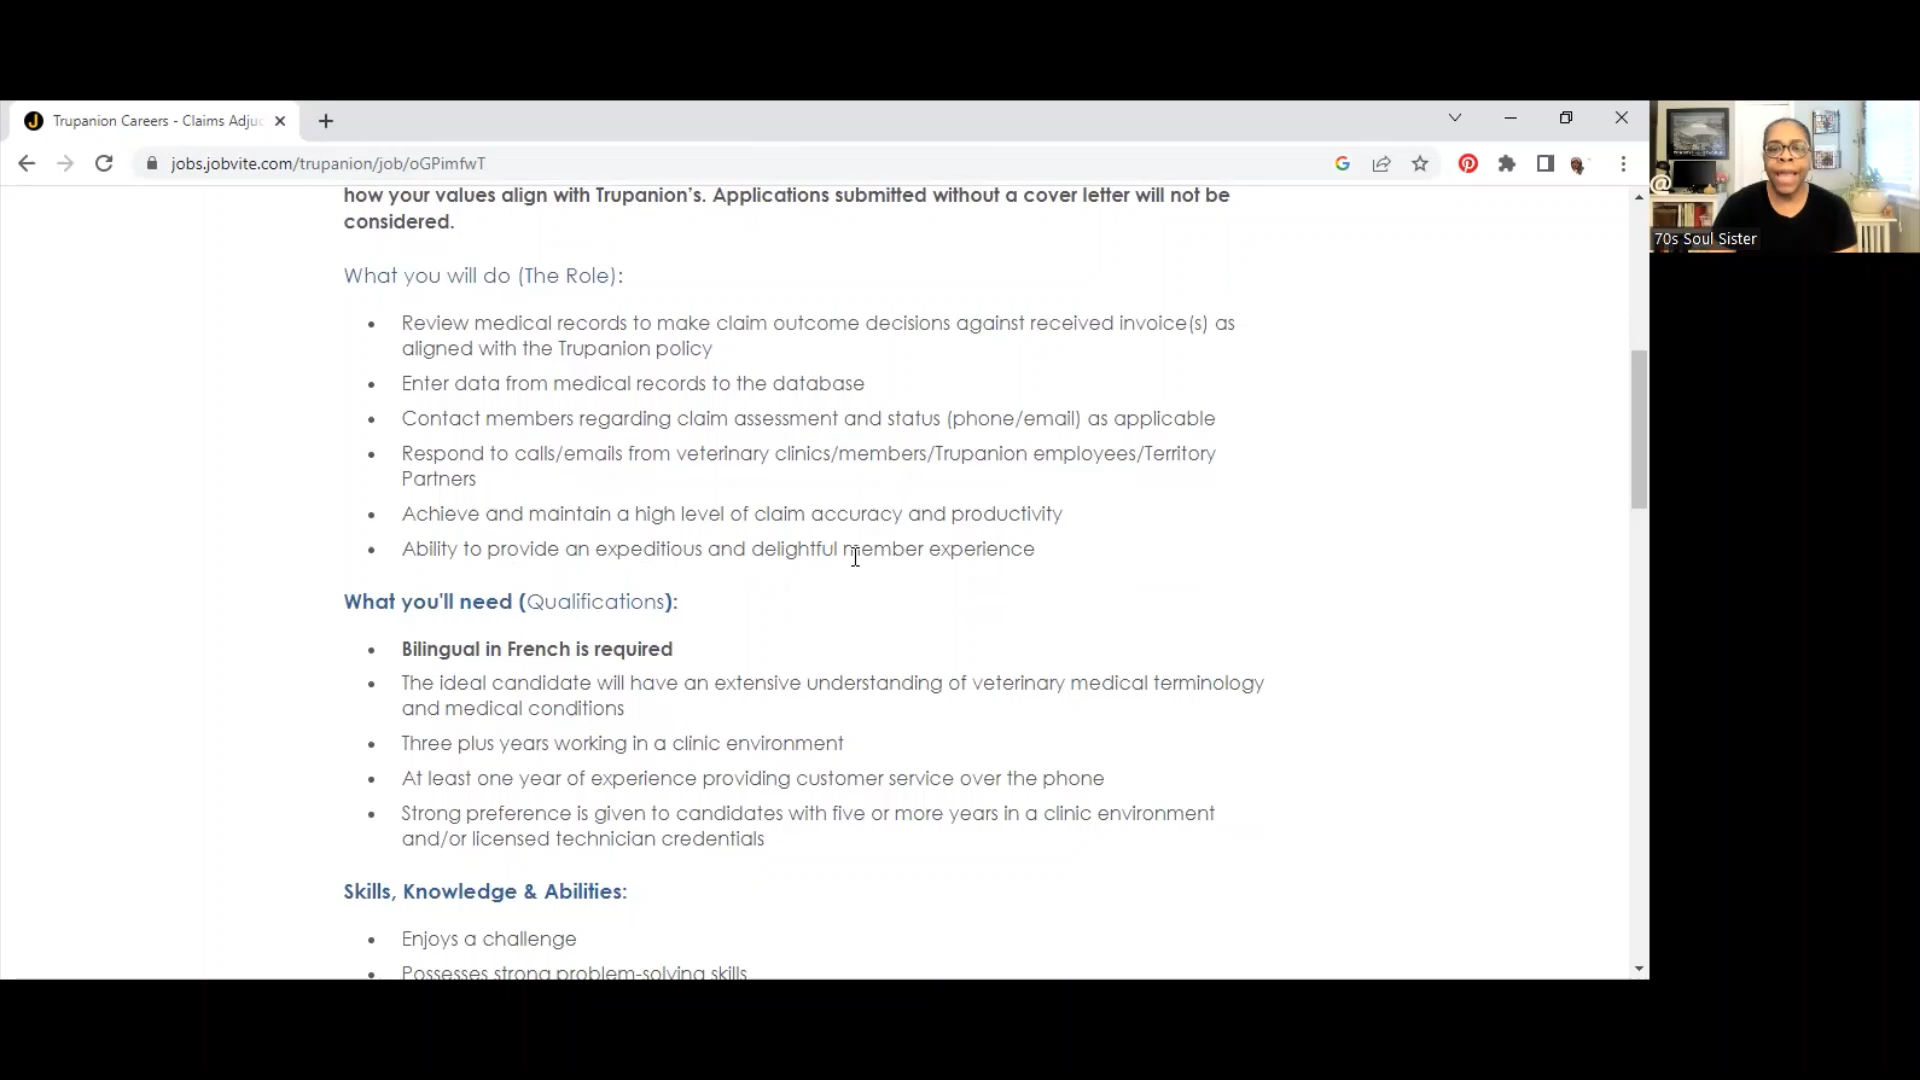 Trupanion Careers - Claims Adju
jobs.jobvite.com/trupanion/job/oGPimfwT
how your values align with Trupanion's. Applications submitted without a cover letter will not be
considered.
What you will do (The Role):
• Review medical records to make claim outcome decisions against received invoice(s) as
aligned with the Trupanion policy
• Enter data from medical records to the database
• Contact members regarding claim assessment and status (phone/email) as applicable
• Respond to calls/emails from veterinary clinics/members/Trupanion employees/Territory
Partners
• Achieve and maintain a high level of claim accuracy and productivity
• Ability to provide an expeditious and delightful member experience
What you'll need (Qualifications):
• Bilingual in French is required
• The ideal candidate will have an extensive understanding of veterinary medical terminology
and medical conditions
• Three plus years working in a clinic environment
• At least one year of experience providing customer service over the phone
• Strong preference is given to candidates with five or more years in a clinic environment
and/or licensed technician credentials
Skills, Knowledge & Abilities:
• Enjoys a challenge
• Possesses strong problem-solving skills
70s Soul Sister